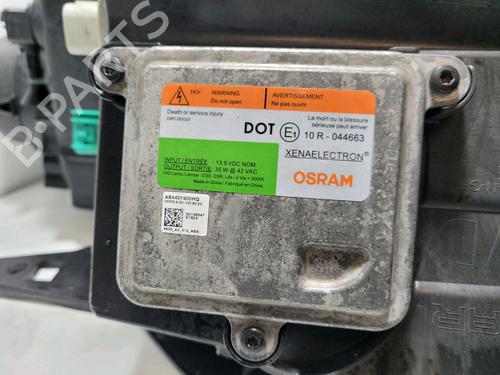 1KV WARNING
Do not open
AVERTISSEMENT
Ne pas ouvrir
Death or serious injury
can occur
La mort ou la blessure
sérieuse peut arriver
DOT E1 10 R - 044663
XENAELECTRON®
OSRAM
INPUT / ENTRÉE : 13.5 VDC NOM.
OUTPUT / SORTIE : 35 W @ 42 VAC
Made in China / Fabriqué en China
AB4401900HQ
B-PARTS